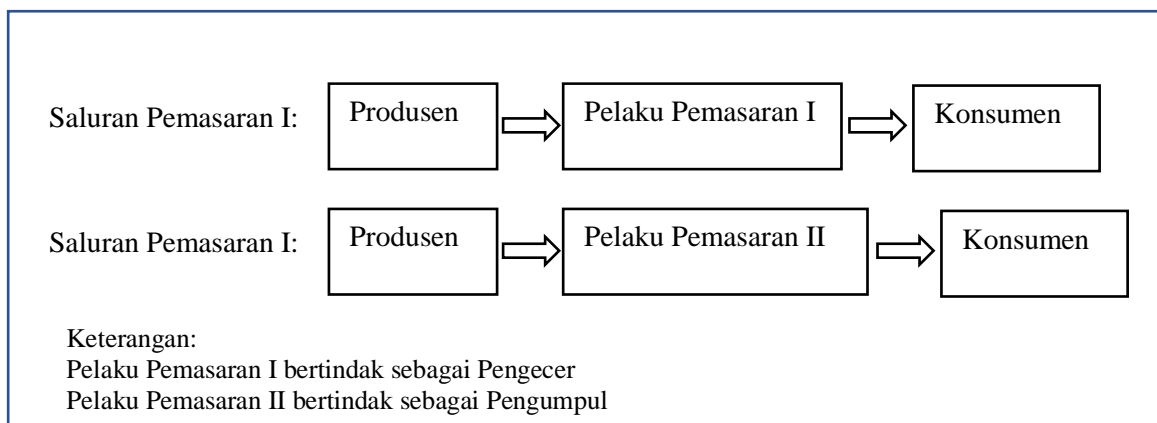 Saluran Pemasaran I: Produsen Pelaku Pemasaran I Konsumen
Saluran Pemasaran I: Produsen Pelaku Pemasaran II Konsumen
Keterangan:
Pelaku Pemasaran I bertindak sebagai Pengecer
Pelaku Pemasaran II bertindak sebagai Pengumpul